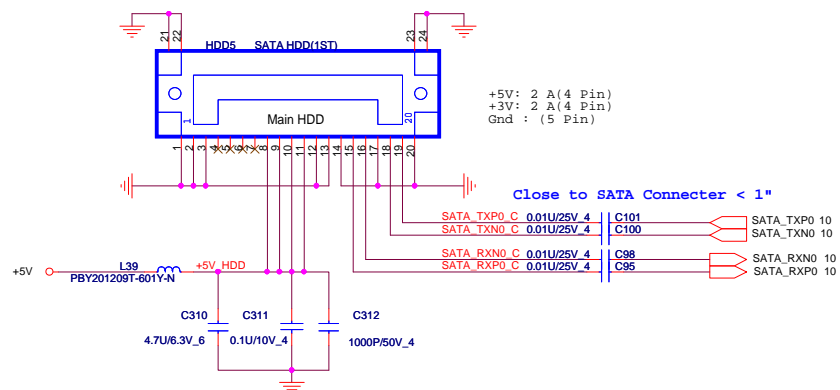 21
22
23
24
HDD5 SATA HDD(1ST)
+5V: 2 A(4 Pin)
+3V: 2 A(4 Pin)
Gnd : (5 Pin)
1
Main HDD
20
1
2
3
4
5
6
7
8
9
10
11
12
13
14
15
16
17
18
19
20
Close to SATA Connecter < 1"
SATA_TXP0_C 0.01U/25V_4 C101 SATA_TXP0 10
SATA_TXN0_C 0.01U/25V_4 C100 SATA_TXN0 10
SATA_RXN0_C 0.01U/25V_4 C98 SATA_RXN0 10
SATA_RXP0_C 0.01U/25V_4 C95 SATA_RXP0 10
+5V L39 +5V_HDD
PBY201209T-601Y-N
C310 C311 C312
4.7U/6.3V_6 0.1U/10V_4 1000P/50V_4